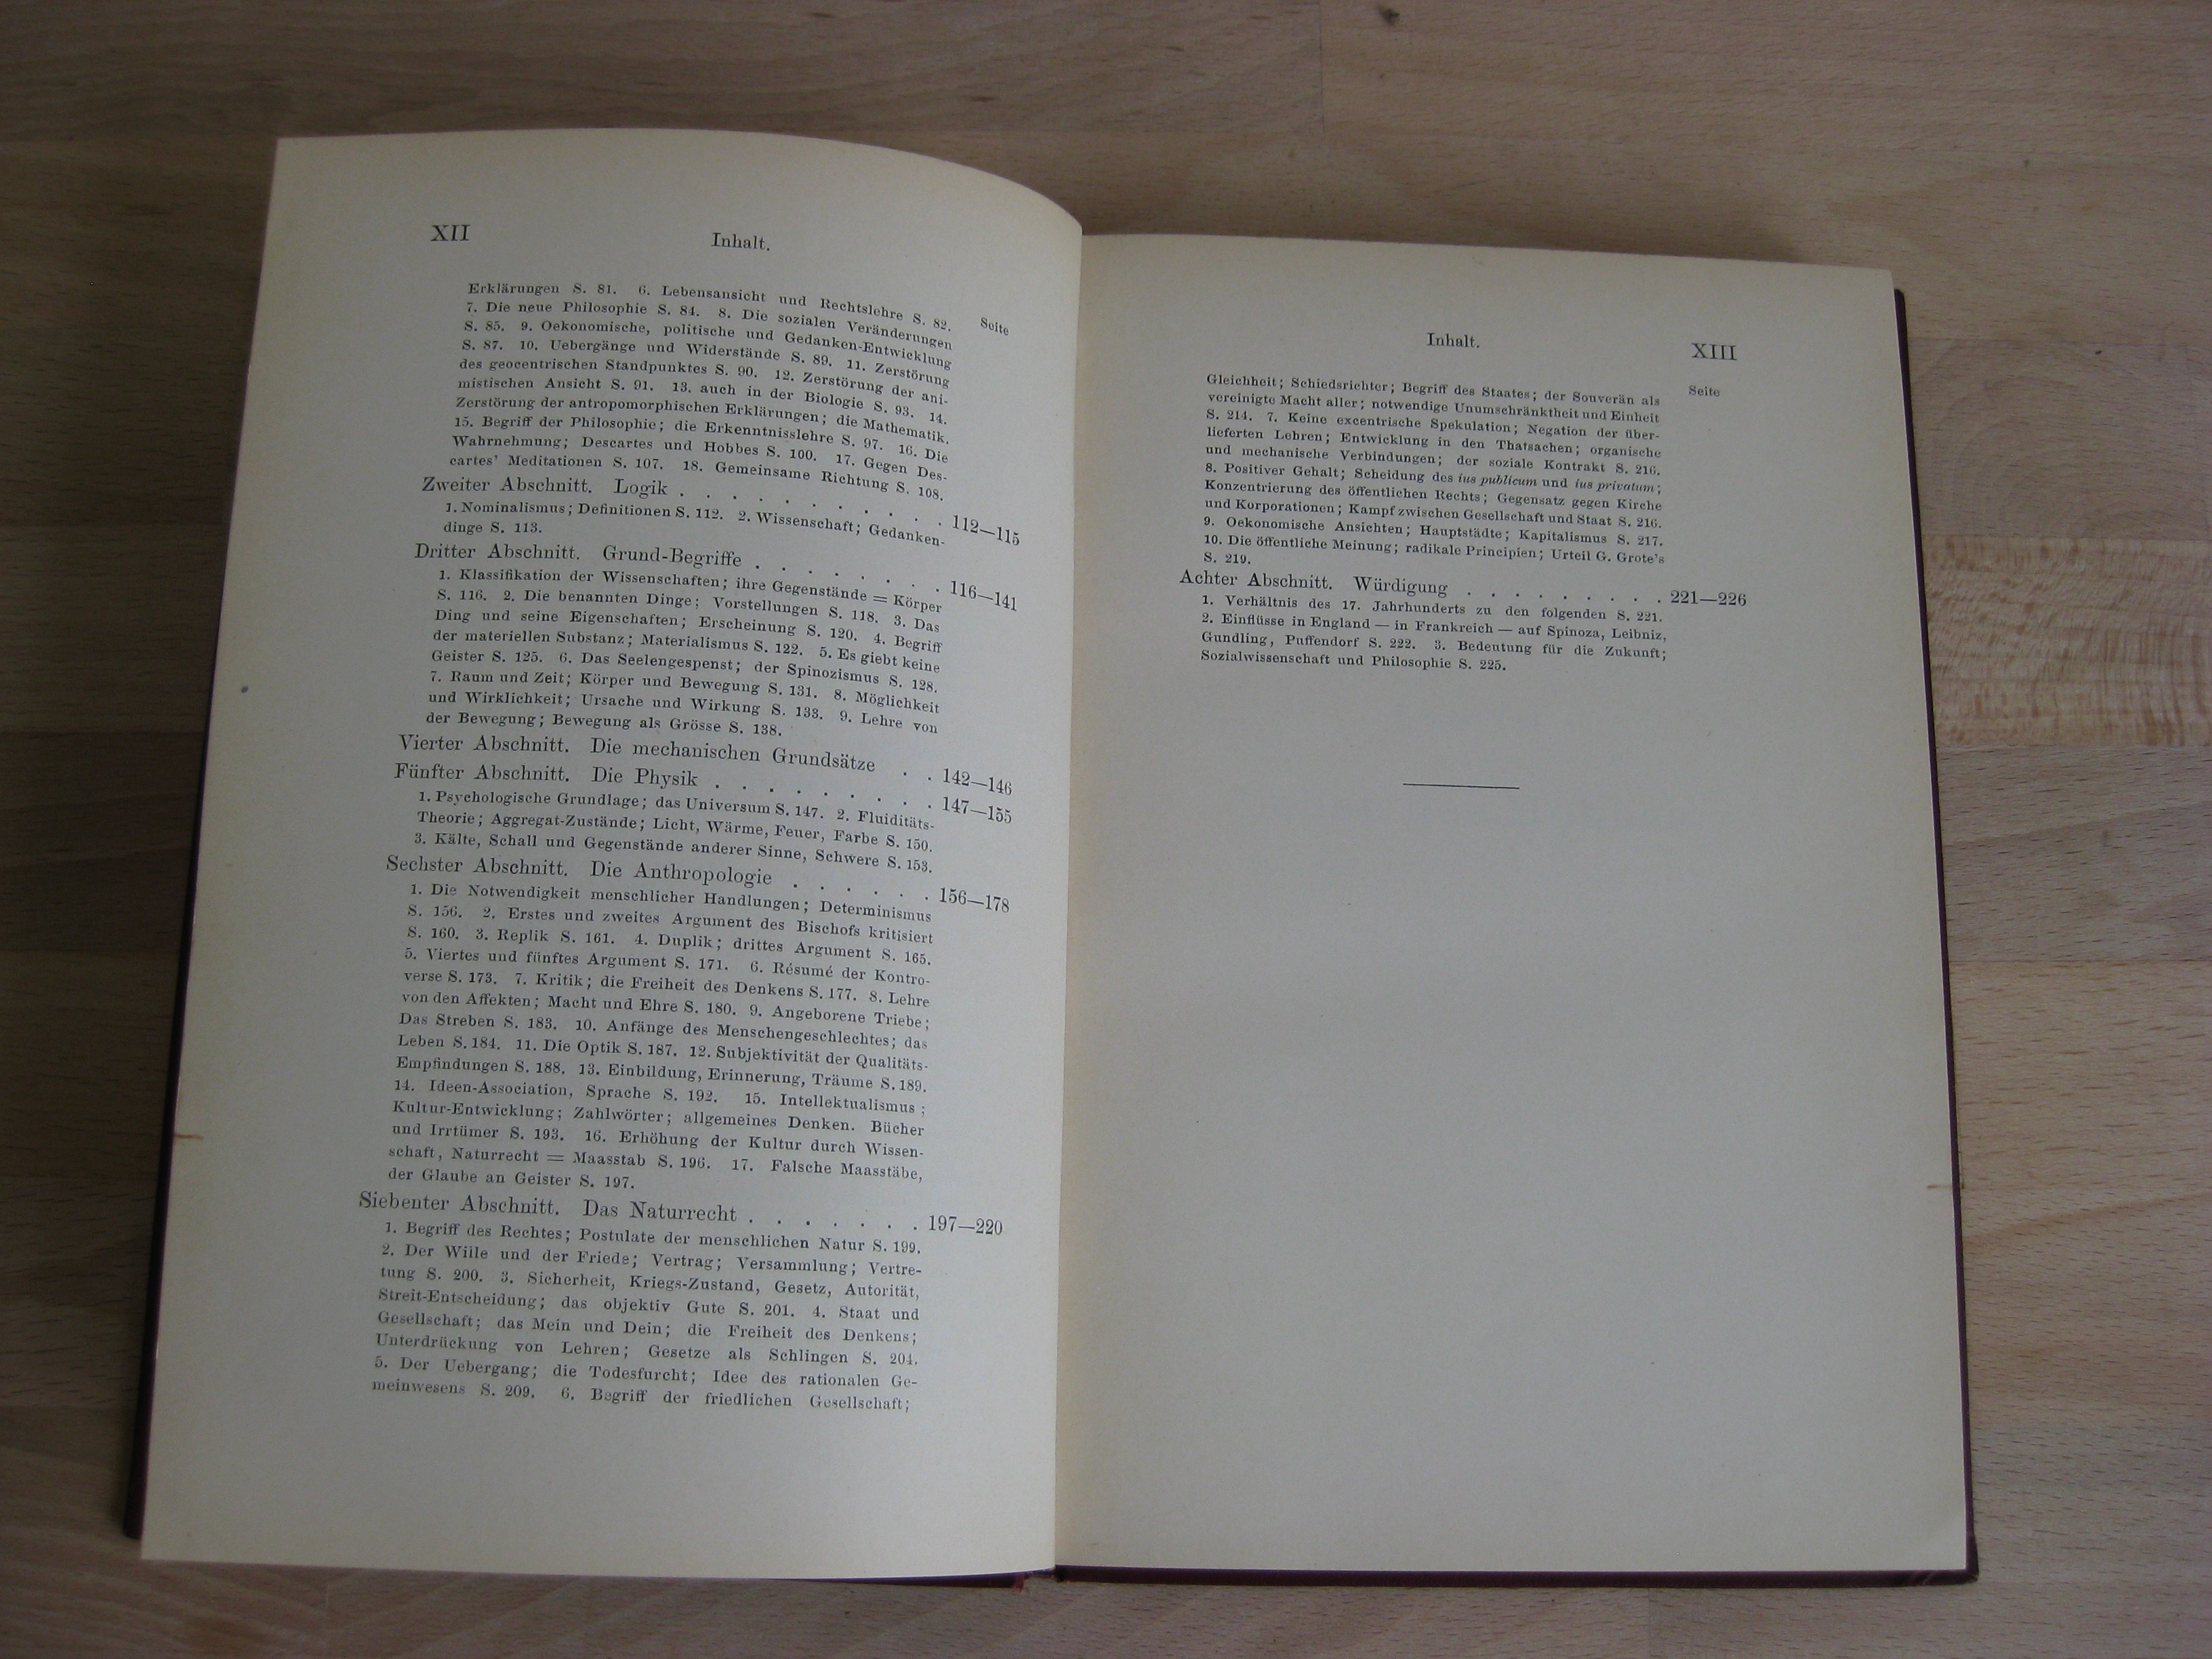 XII
Inhalt.
Seite
Erklärungen S. 81. 6. Lebensansicht und Rechtslehre S. 82.
7. Die neue Philosophie S. 84. 8. Die sozialen Veränderungen
S. 85. 9. Oekonomische, politische und Gedanken-Entwicklung
S. 87. 10. Uebergänge und Widerstände S. 89. 11. Zerstörung
des geocentrischen Standpunktes S. 90. 12. Zerstörung der ani-
mistischen Ansicht S. 91. 13. auch in der Biologie S. 93. 14.
Zerstörung der antropomorphischen Erklärungen; die Mathematik.
15. Begriff der Philosophie; die Erkenntnisslehre S. 97. 16. Die
Wahrnehmung; Descartes und Hobbes S. 100. 17. Gegen Des-
cartes' Meditationen S. 107. 18. Gemeinsame Richtung S. 108.
Zweiter Abschnitt. Logik . . . . . . . . . . 112—115
1. Nominalismus; Definitionen S. 112. 2. Wissenschaft; Gedanken-
dinge S. 113.
Dritter Abschnitt. Grund-Begriffe . . . . . . . . 116—141
1. Klassifikation der Wissenschaften; ihre Gegenstände = Körper
S. 116. 2. Die benannten Dinge; Vorstellungen S. 118. 3. Das
Ding und seine Eigenschaften; Erscheinung S. 120. 4. Begriff
der materiellen Substanz; Materialismus S. 122. 5. Es giebt keine
Geister S. 125. 6. Das Seelengespenst; der Spinozismus S. 128.
7. Raum und Zeit; Körper und Bewegung S. 131. 8. Möglichkeit
und Wirklichkeit; Ursache und Wirkung S. 133. 9. Lehre von
der Bewegung; Bewegung als Grösse S. 138.
Vierter Abschnitt. Die mechanischen Grundsätze . . 142—146
Fünfter Abschnitt. Die Physik . . . . . . . . . 147—155
1. Psychologische Grundlage; das Universum S. 147. 2. Fluiditäts-
Theorie; Aggregat-Zustände; Licht, Wärme, Feuer, Farbe S. 150.
3. Kälte, Schall und Gegenstände anderer Sinne, Schwere S. 153.
Sechster Abschnitt. Die Anthropologie . . . . . . 156—178
1. Die Notwendigkeit menschlicher Handlungen; Determinismus
S. 156. 2. Erstes und zweites Argument des Bischofs kritisiert
S. 160. 3. Replik S. 161. 4. Duplik; drittes Argument S. 165.
5. Viertes und fünftes Argument S. 171. 6. Résumé der Kontro-
verse S. 173. 7. Kritik; die Freiheit des Denkens S. 177. 8. Lehre
von den Affekten; Macht und Ehre S. 180. 9. Angeborene Triebe;
Das Streben S. 183. 10. Anfänge des Menschengeschlechtes; das
Leben S. 184. 11. Die Optik S. 187. 12. Subjektivität der Qualitäts-
Empfindungen S. 188. 13. Einbildung, Erinnerung, Träume S. 189.
14. Ideen-Association, Sprache S. 192. 15. Intellektualismus;
Kultur-Entwicklung; Zahlwörter; allgemeines Denken. Bücher
und Irrtümer S. 193. 16. Erhöhung der Kultur durch Wissen-
schaft, Naturrecht = Maasstab S. 196. 17. Falsche Maasstäbe,
der Glaube an Geister S. 197.
Siebenter Abschnitt. Das Naturrecht . . . . . . . 197—220
1. Begriff des Rechtes; Postulate der menschlichen Natur S. 199.
2. Der Wille und der Friede; Vertrag; Versammlung; Vertre-
tung S. 200. 3. Sicherheit, Kriegs-Zustand, Gesetz, Autorität,
Streit-Entscheidung; das objektiv Gute S. 201. 4. Staat und
Gesellschaft; das Mein und Dein; die Freiheit des Denkens;
Unterdrückung von Lehren; Gesetze als Schlingen S. 204.
5. Der Uebergang; die Todesfurcht; Idee des rationalen Ge-
meinwesens S. 209. 6. Begriff der friedlichen Gesellschaft;
Inhalt.
XIII
Seite
Gleichheit; Schiedsrichter; Begriff des Staates; der Souverän als
vereinigte Macht aller; notwendige Unumschränktheit und Einheit
S. 214. 7. Keine excentrische Spekulation; Negation der über-
lieferten Lehren; Entwicklung in den Thatsachen; organische
und mechanische Verbindungen; der soziale Kontrakt S. 216.
8. Positiver Gehalt; Scheidung des ius publicum und ius privatum;
Konzentrierung des öffentlichen Rechts; Gegensatz gegen Kirche
und Korporationen; Kampf zwischen Gesellschaft und Staat S. 216.
9. Oekonomische Ansichten; Hauptstädte; Kapitalismus S. 217.
10. Die öffentliche Meinung; radikale Principien; Urteil G. Grote's
S. 219.
Achter Abschnitt. Würdigung . . . . . . . . . 221—226
1. Verhältnis des 17. Jahrhunderts zu den folgenden S. 221.
2. Einflüsse in England — in Frankreich — auf Spinoza, Leibniz,
Gundling, Puffendorf S. 222. 3. Bedeutung für die Zukunft;
Sozialwissenschaft und Philosophie S. 225.